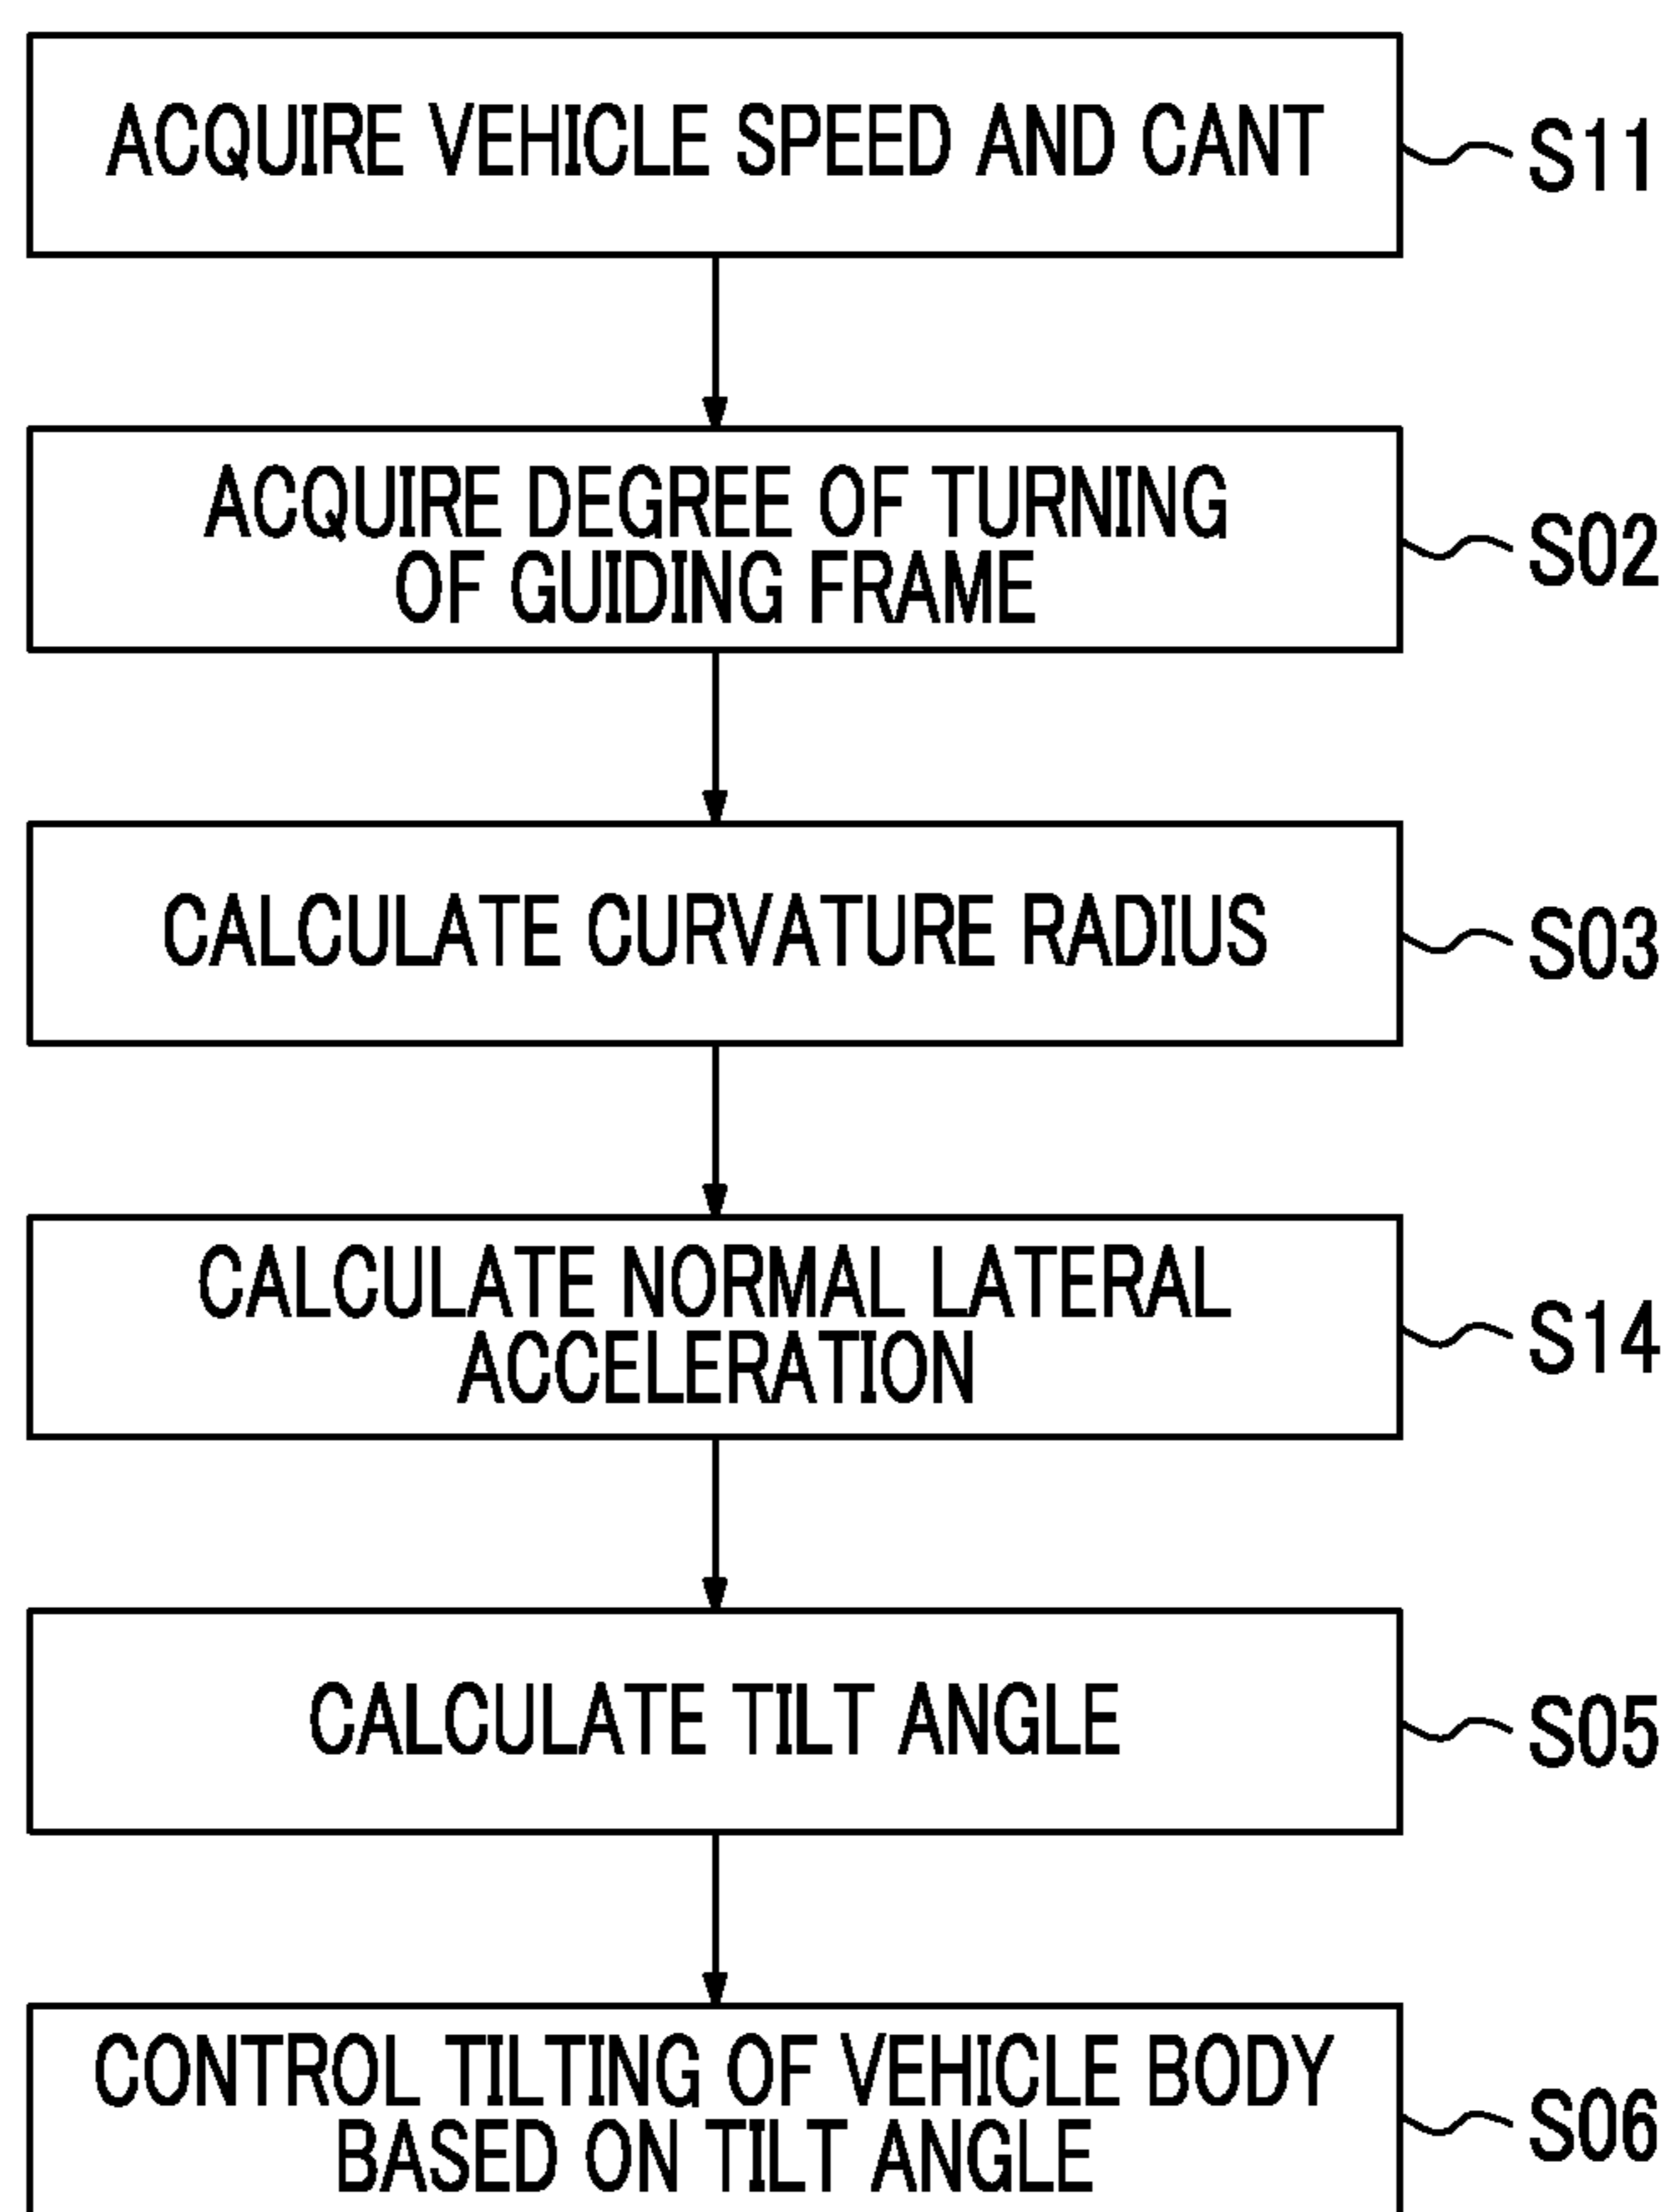 ACQUIRE VEHICLE SPEED AND CANT
S11
ACQUIRE DEGREE OF TURNING
OF GUIDING FRAME
S02
CALCULATE CURVATURE RADIUS
S03
CALCULATE NORMAL LATERAL
ACCELERATION
S14
CALCULATE TILT ANGLE
S05
CONTROL TILTING OF VEHICLE BODY
BASED ON TILT ANGLE
S06